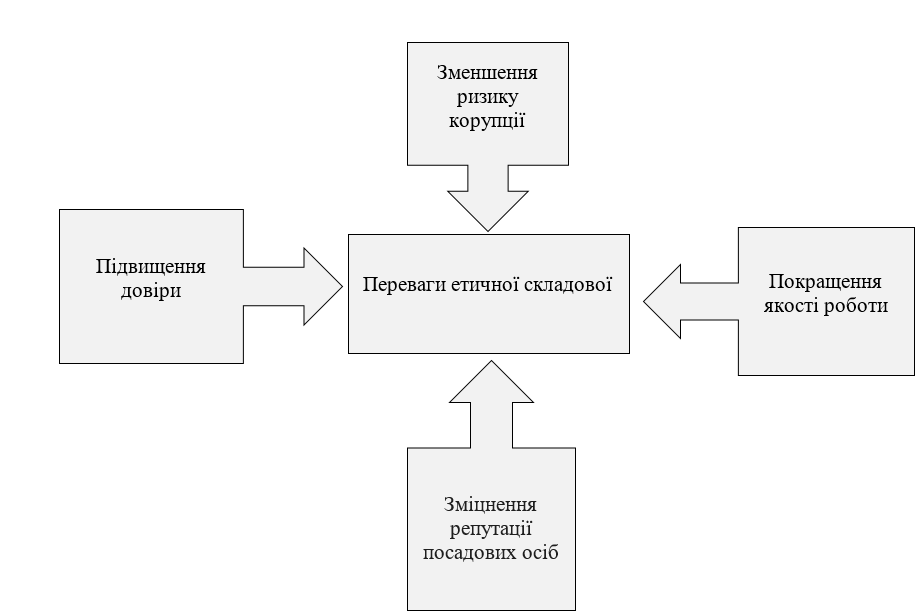 Зменшення
ризику
корупції
Підвищення
довіри
Переваги етичної складової
Покращення
якості роботи
Зміцнення
репутації
посадових осіб